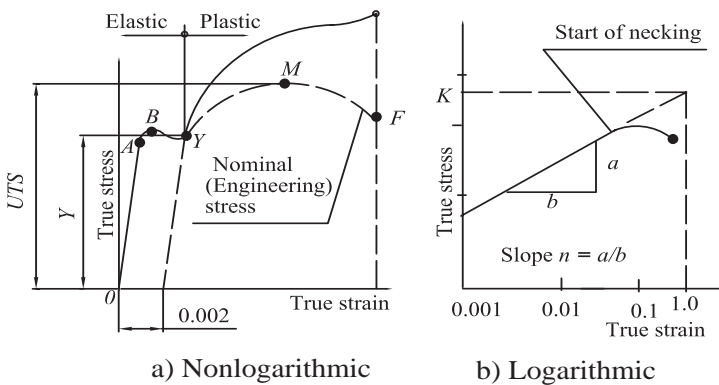 Elastic Plastic
M
B
A
Y
F
UTS
Y
True stress
Nominal
(Engineering)
stress
0
True strain
0.002
a) Nonlogarithmic
Start of necking
K
True stress
a
b
Slope n = a/b
0.001
0.01
0.1
1.0
True strain
b) Logarithmic